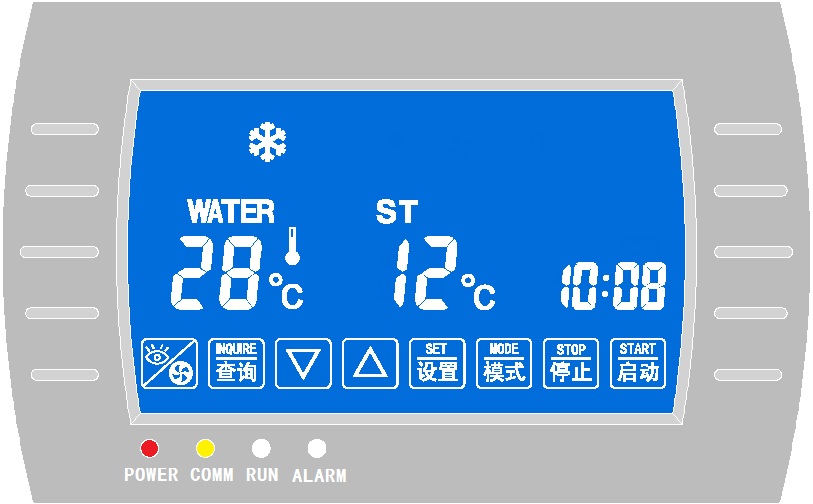 WATER ST
28°C 12°C 10:08
INQUIRE SET MODE STOP START
查询 设置 模式 停止 启动
POWER COMM RUN ALARM